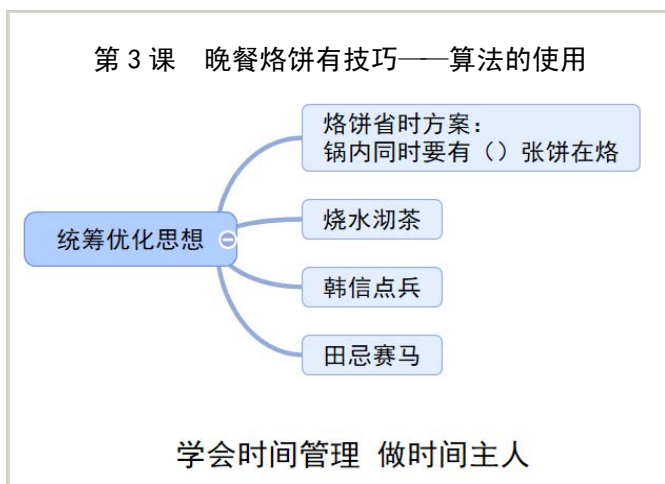 第3课 晚餐烙饼有技巧——算法的使用
烙饼省时方案：
锅内同时要有（）张饼在烙
统筹优化思想
烧水沏茶
韩信点兵
田忌赛马
学会时间管理 做时间主人